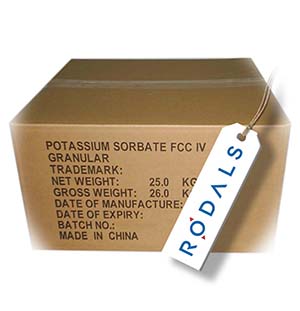 POTASSIUM SORBATE FCC IV
GRANULAR
TRADEMARK:
NET WEIGHT: 25.0 KG
GROSS WEIGHT: 26.0 K
DATE OF MANUFACTURE:
DATE OF EXPIRY:
BATCH NO.:
MADE IN CHINA
RODALS